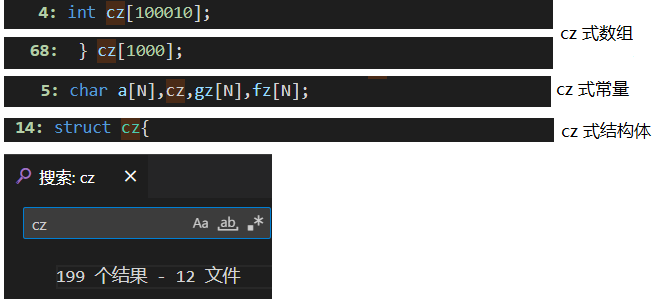 4: int cz[100010];
cz 式数组
68: } cz[1000];
5: char a[N],cz,gz[N],fz[N];
cz 式常量
14: struct cz{
cz 式结构体
搜索: cz ×
cz Aa ab .*
199 个结果 - 12 文件